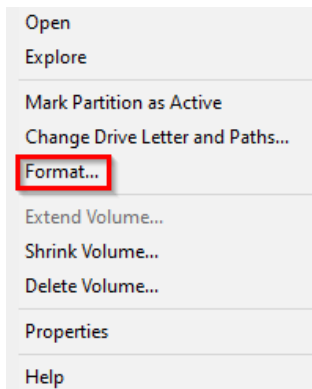 Open
Explore
Mark Partition as Active
Change Drive Letter and Paths...
Format...
Extend Volume...
Shrink Volume...
Delete Volume...
Properties
Help